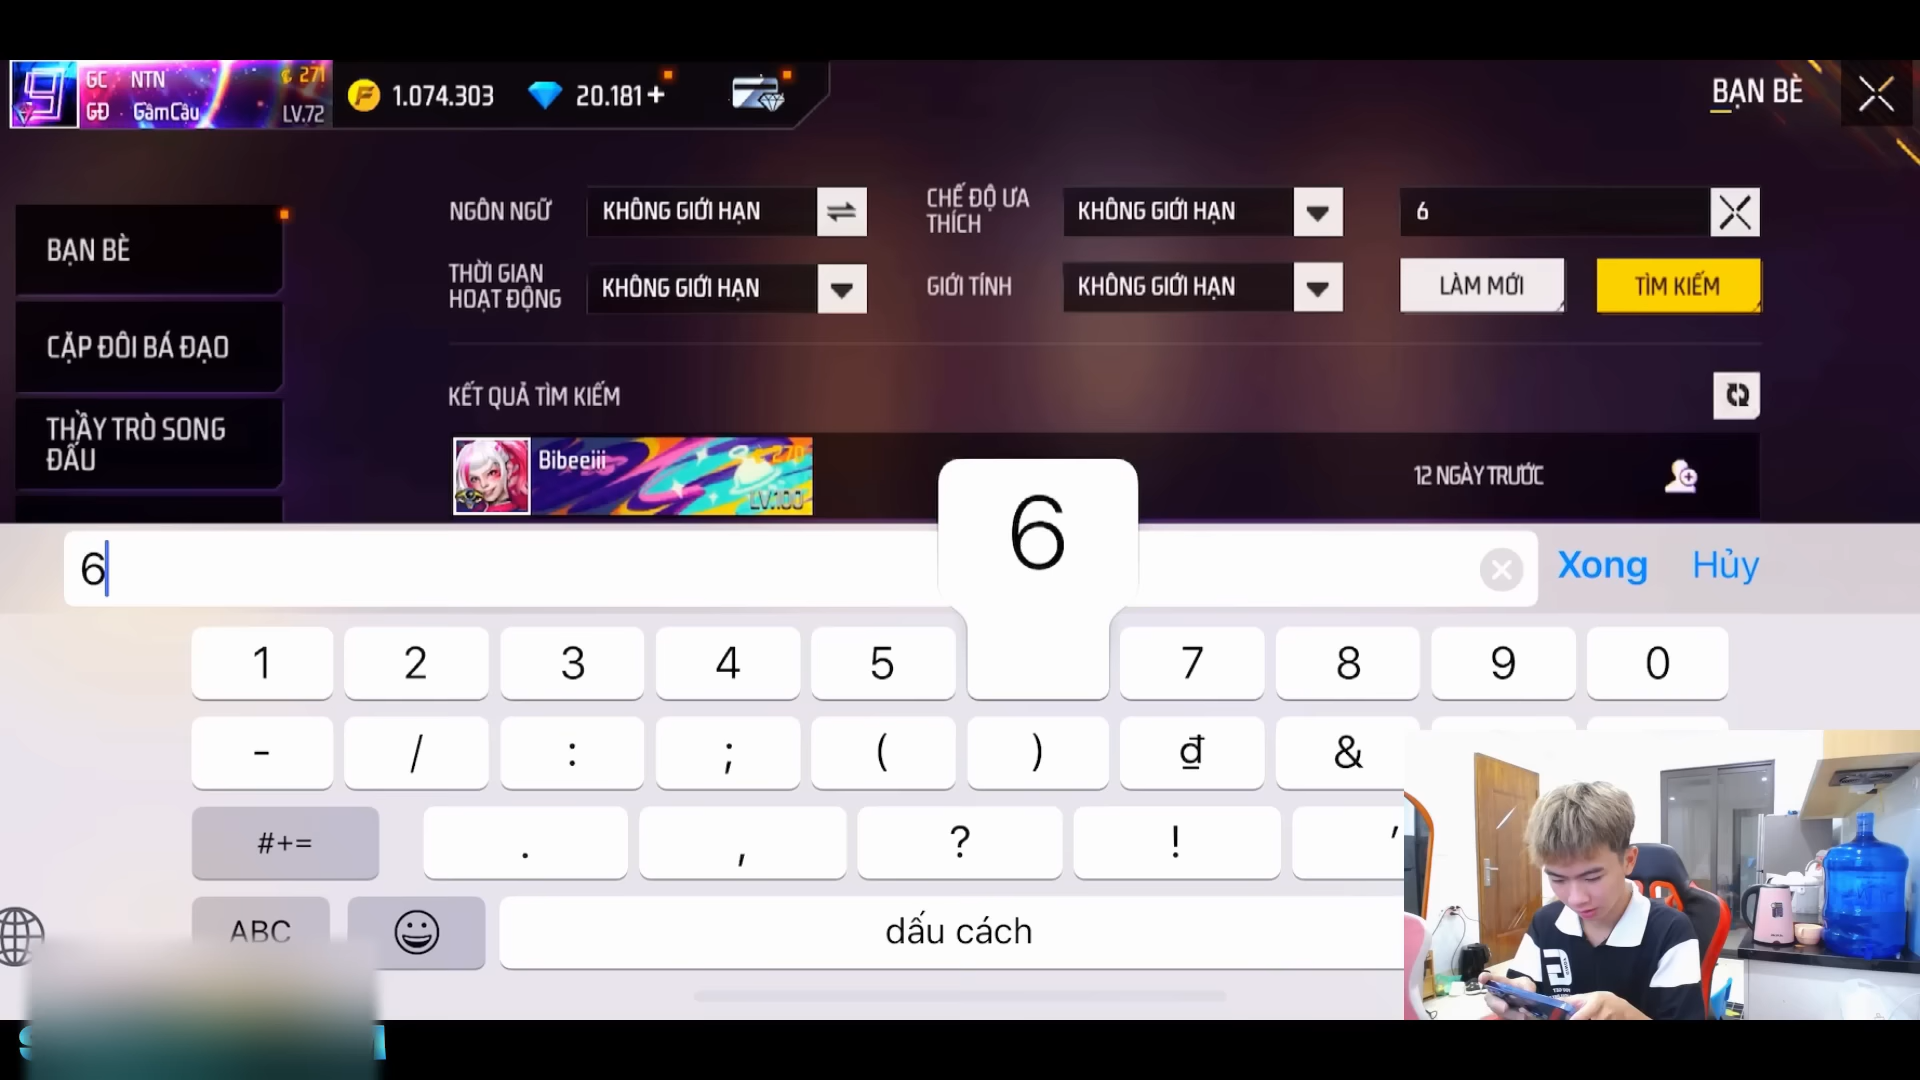 GC NTN
271
GĐ GầmCầu
LV.72
1.074.303
20.181+
BẠN BÈ
NGÔN NGỮ
KHÔNG GIỚI HẠN
CHẾ ĐỘ ƯA
THÍCH
KHÔNG GIỚI HẠN
6
BẠN BÈ
THỜI GIAN
HOẠT ĐỘNG
KHÔNG GIỚI HẠN
GIỚI TÍNH
KHÔNG GIỚI HẠN
LÀM MỚI
TÌM KIẾM
CẶP ĐÔI BÁ ĐẠO
KẾT QUẢ TÌM KIẾM
THẦY TRÒ SONG
ĐẤU
Bibeeiii
270
LV.100
12 NGÀY TRƯỚC
6
6
Xong
Hủy
1 2 3 4 5 7 8 9 0
- / : ; ( ) ₫ &
#+= . , ? ! '
ABC
dấu cách